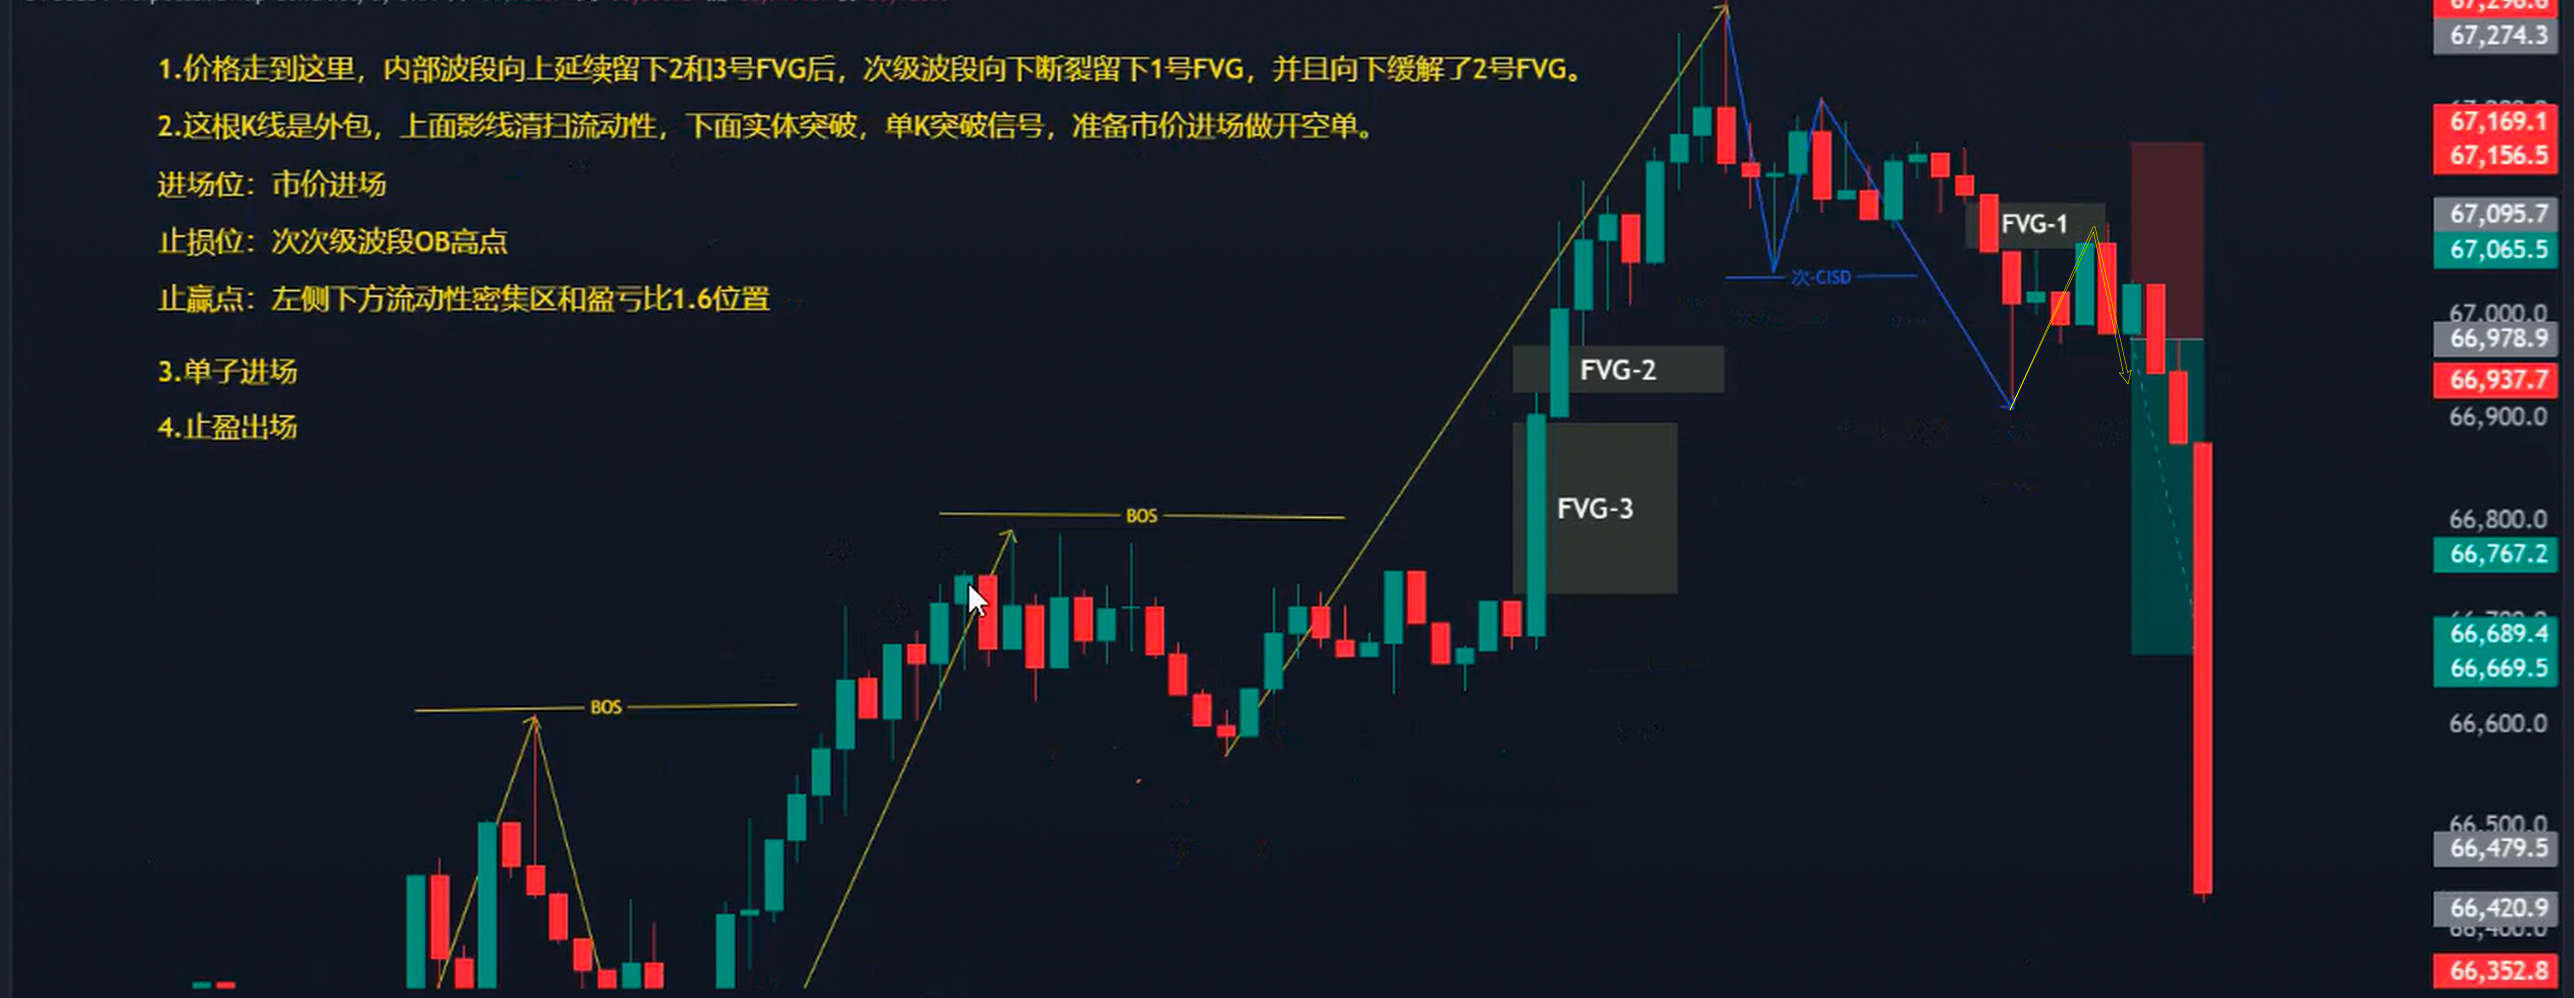 1.价格走到这里，内部波段向上延续留下2和3号FVG后，次级波段向下断裂留下1号FVG，并且向下缓解了2号FVG。
2.这根K线是外包，上面影线清扫流动性，下面实体突破，单K突破信号，准备市价进场做开空单。
进场位：市价进场
止损位：次次级波段OB高点
止赢点：左侧下方流动性密集区和盈亏比1.6位置
3.单子进场
4.止盈出场
FVG-1
次-CISD
FVG-2
FVG-3
BOS
BOS
67,296.6
67,274.3
67,169.1
67,156.5
67,095.7
67,065.5
67,000.0
66,978.9
66,937.7
66,900.0
66,800.0
66,767.2
66,689.4
66,669.5
66,600.0
66,500.0
66,479.5
66,420.9
66,400.0
66,352.8